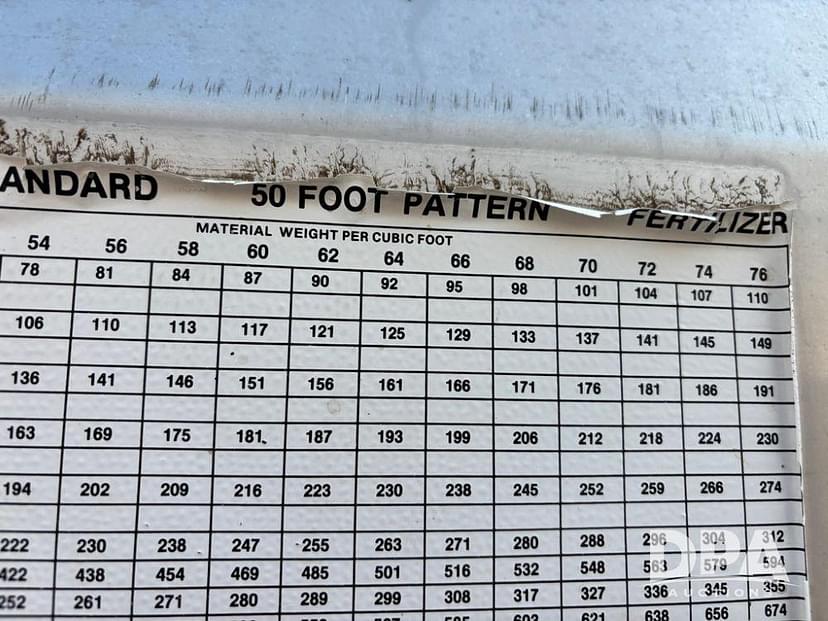 ANDARD 50 FOOT PATTERN FERTILIZER
MATERIAL WEIGHT PER CUBIC FOOT
54 56 58 60 62 64 66 68 70 72 74 76
78 81 84 87 90 92 95 98 101 104 107 110
106 110 113 117 121 125 129 133 137 141 145 149
136 141 146 151 156 161 166 171 176 181 186 191
163 169 175 181 187 193 199 206 212 218 224 230
194 202 209 216 223 230 238 245 252 259 266 274
222 230 238 247 255 263 271 280 288 296 304 312
422 438 454 469 485 501 516 532 548 563 579 594
252 261 271 280 289 299 308 317 327 336 345 355
621 638 656 674
DPA
AUCTIONS